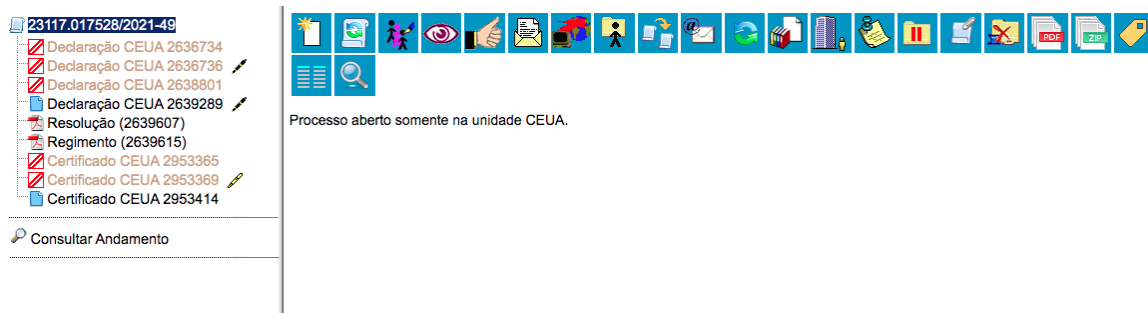 23117.017528/2021-49
Declaração CEUA 2636734
Declaração CEUA 2636736
Declaração CEUA 2638801
Declaração CEUA 2639289
Resolução (2639607)
Regimento (2639615)
Certificado CEUA 2953365
Certificado CEUA 2953369
Certificado CEUA 2953414
Consultar Andamento
PDF
ZIP
Processo aberto somente na unidade CEUA.